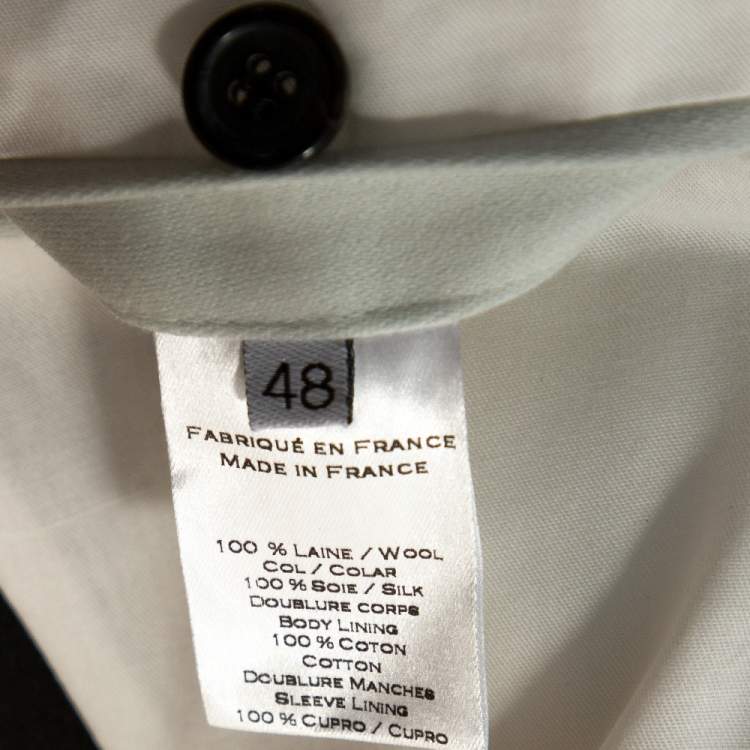 48
FABRIQUÉ EN FRANCE
MADE IN FRANCE
100 % LAINE / WOOL
COL / COLAR
100 % SOIE / SILK
DOUBLURE CORPS
BODY LINING
100 % COTON
COTTON
DOUBLURE MANCHES
SLEEVE LINING
100 % CUPRO / CUPRO